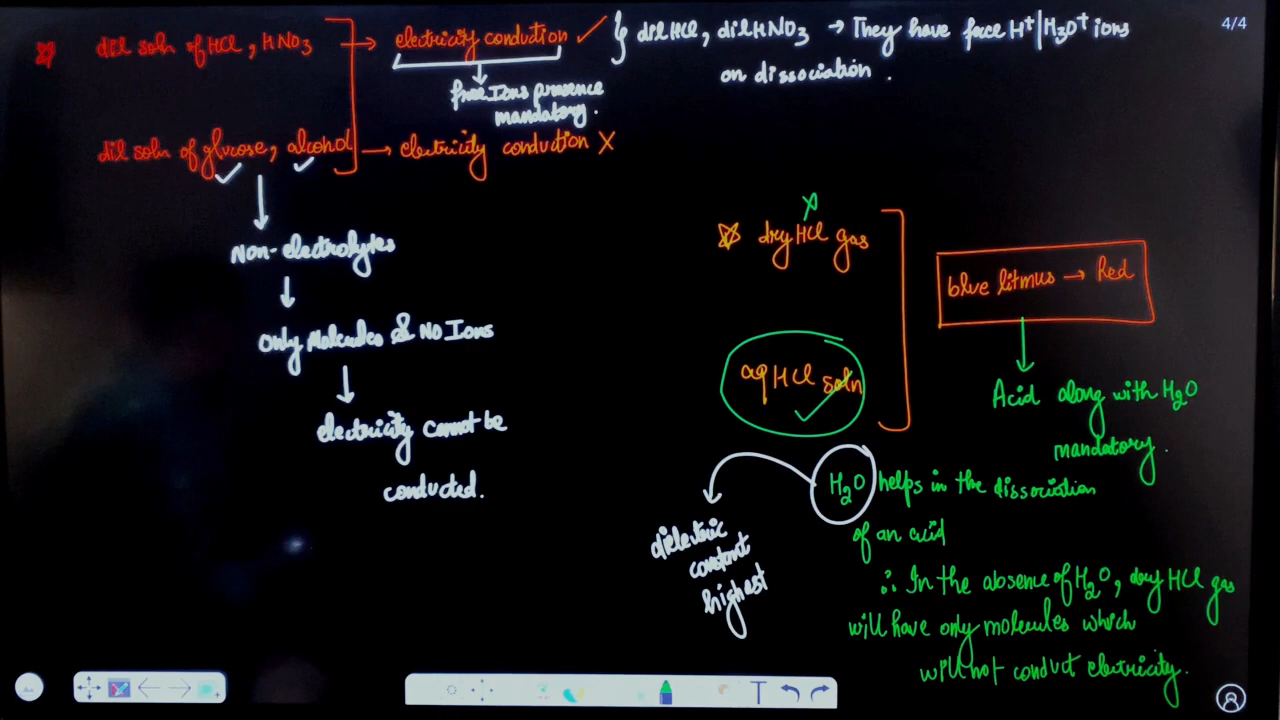 dil soln of HCl, HNO3 → electricity conduction ✓
free Ions presence
mandatory.
dil HCl, dil HNO3 → They have face H+/H3O+ ions
on dissociation.
4/4
dil soln of glucose, alcohol → electricity conduction X
Non-electrolytes
↓
Only Molecules & No Ions
↓
electricity cannot be
conducted.
dry HCl gas
aq HCl soln
blue litmus → Red
Acid along with H2O
mandatory.
H2O helps in the dissociation
of an acid
dielectric
constant
highest
∴ In the absence of H2O, dry HCl gas
will have only molecules which
will not conduct electricity.
T